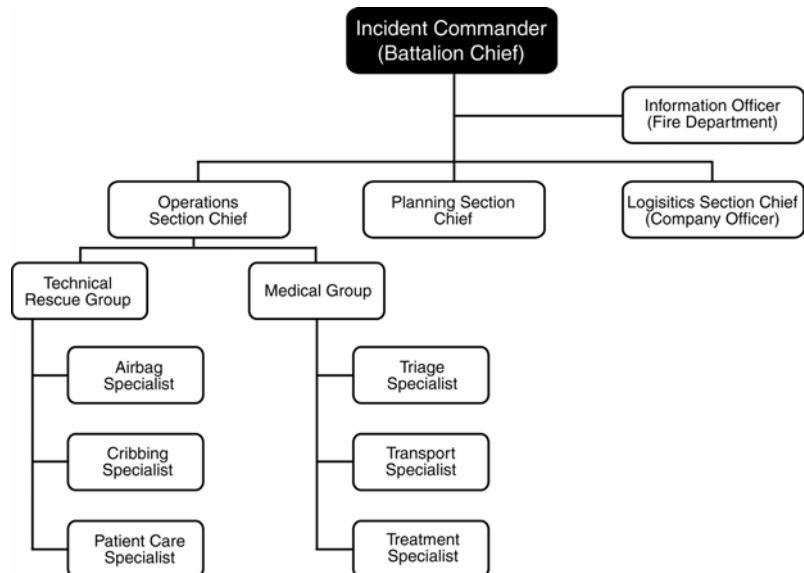 Incident Commander
(Battalion Chief)
Information Officer
(Fire Department)
Operations
Section Chief
Planning Section
Chief
Logisitics Section Chief
(Company Officer)
Technical
Rescue Group
Medical Group
Airbag
Specialist
Triage
Specialist
Cribbing
Specialist
Transport
Specialist
Patient Care
Specialist
Treatment
Specialist